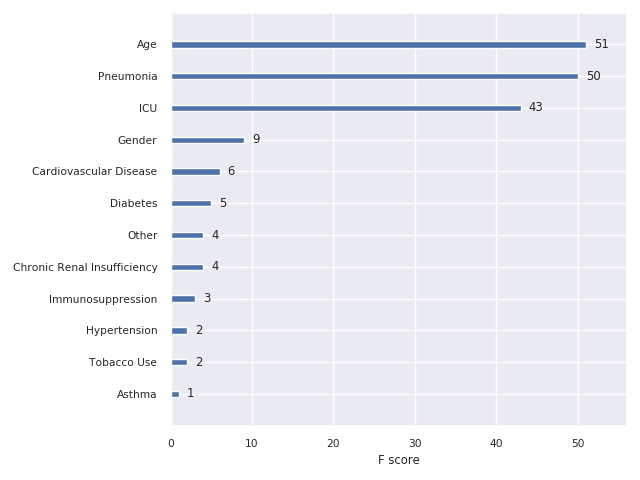 Age 51
Pneumonia 50
ICU 43
Gender 9
Cardiovascular Disease 6
Diabetes 5
Other 4
Chronic Renal Insufficiency 4
Immunosuppression 3
Hypertension 2
Tobacco Use 2
Asthma 1
0 10 20 30 40 50
F score